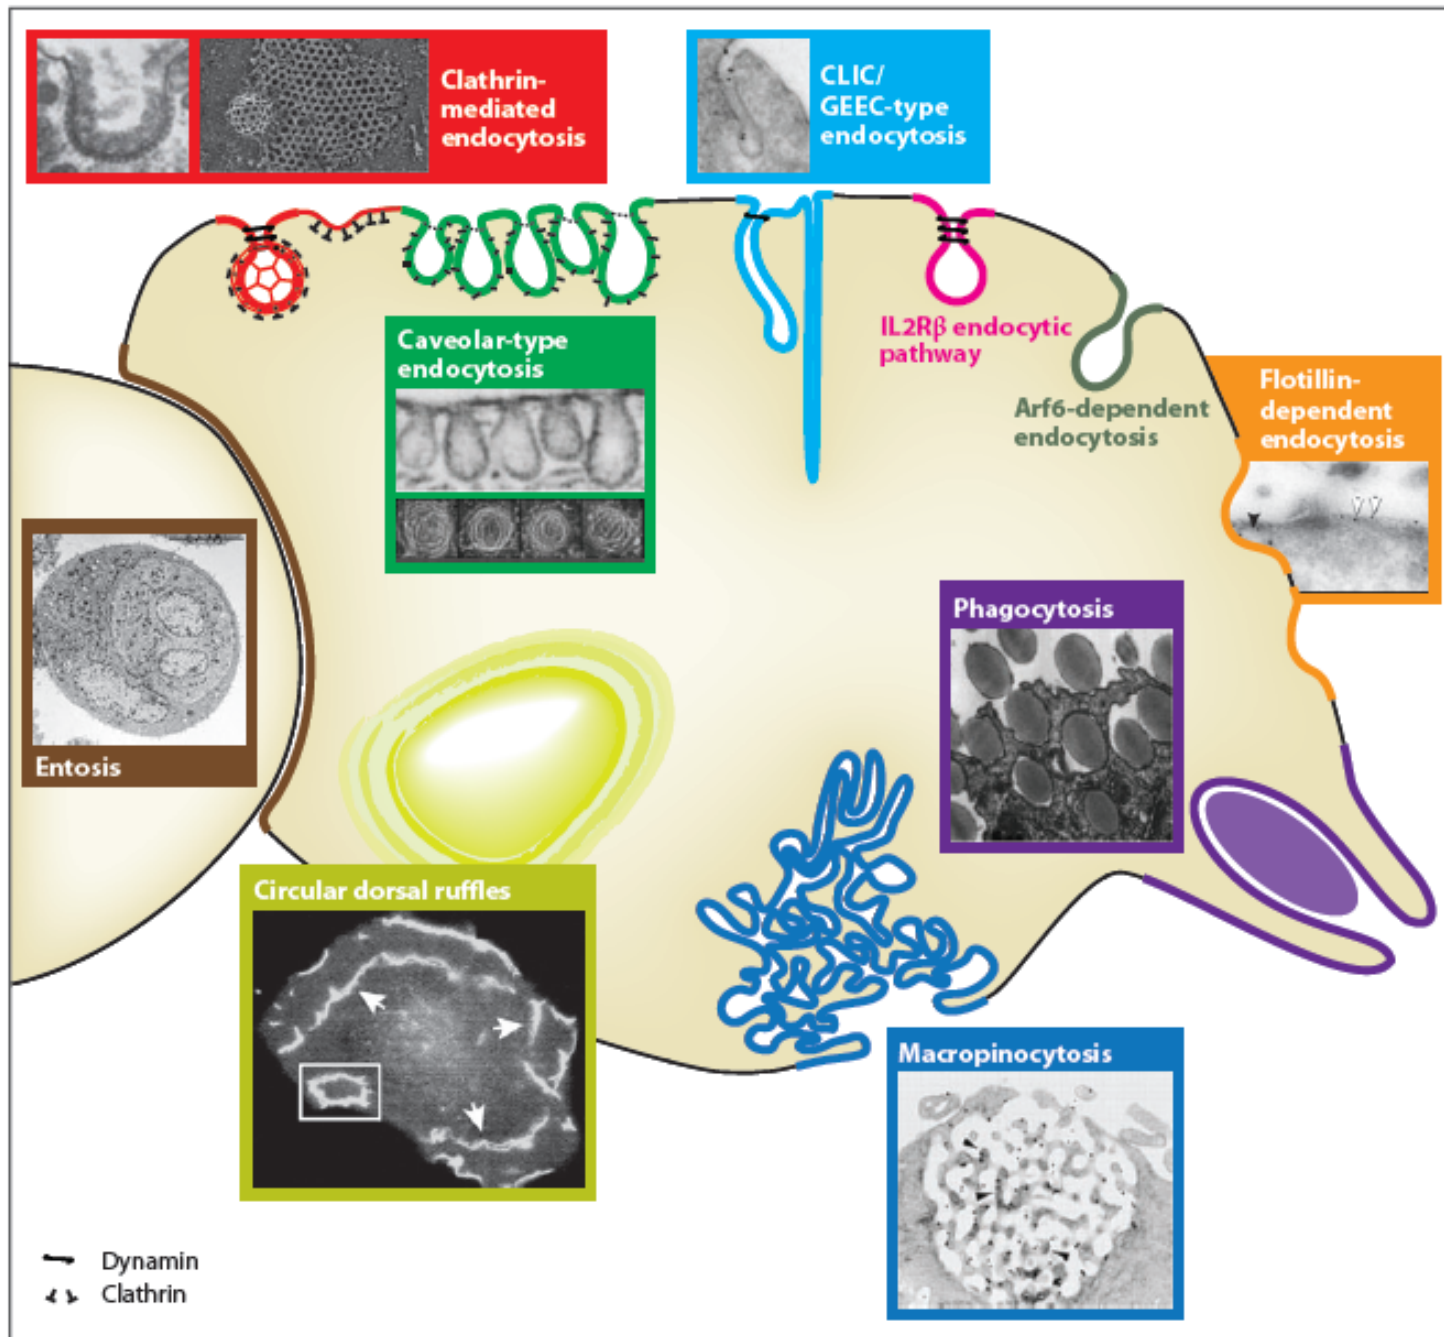 Clathrin-
mediated
endocytosis
CLIC/
GEEC-type
endocytosis
Caveolar-type
endocytosis
IL2Rβ endocytic
pathway
Arf6-dependent
endocytosis
Flotillin-
dependent
endocytosis
Entosis
Phagocytosis
Circular dorsal ruffles
Macropinocytosis
Dynamin
Clathrin